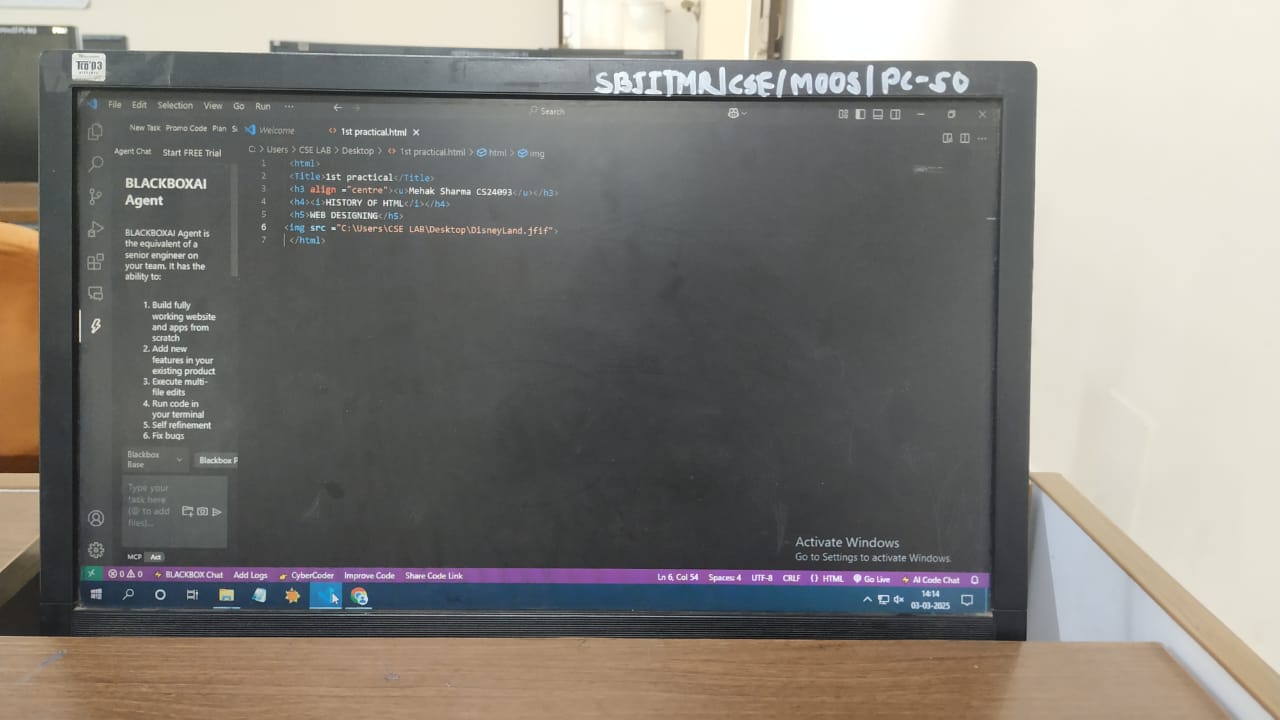 Tco'03
SBJITMR/CSE/M005/PC-50
File Edit Selection View Go Run ...
Search
New Task Promo Code Plan
Welcome
<> 1st practical.html ×
Agent Chat Start FREE Trial
C: > Users > CSE LAB > Desktop > <> 1st practical.html > html > img
BLACKBOXAI
Agent
BLACKBOXAI Agent is
the equivalent of a
senior engineer on
your team. It has the
ability to:
1. Build fully
working website
and apps from
scratch
2. Add new
features in your
existing product
3. Execute multi-
file edits
4. Run code in
your terminal
5. Self refinement
6. Fix bugs
Blackbox
Base
Blackbox P
Type your
task here
(@ to add
files)...
MCP Act
1 <html>
2 <Title>1st practical</Title>
3 <h3 align ="centre"><u>Mehak Sharma CS24093</u></h3>
4 <h4><i>HISTORY OF HTML</i></h4>
5 <h5>WEB DESIGNING</h5>
6 <img src ="C:\Users\CSE LAB\Desktop\DisneyLand.jfif">
7 </html>
Activate Windows
Go to Settings to activate Windows.
0 0 BLACKBOX Chat Add Logs CyberCoder Improve Code Share Code Link
Ln 6, Col 54 Spaces: 4 UTF-8 CRLF {} HTML Go Live AI Code Chat
14:14
03-03-2025